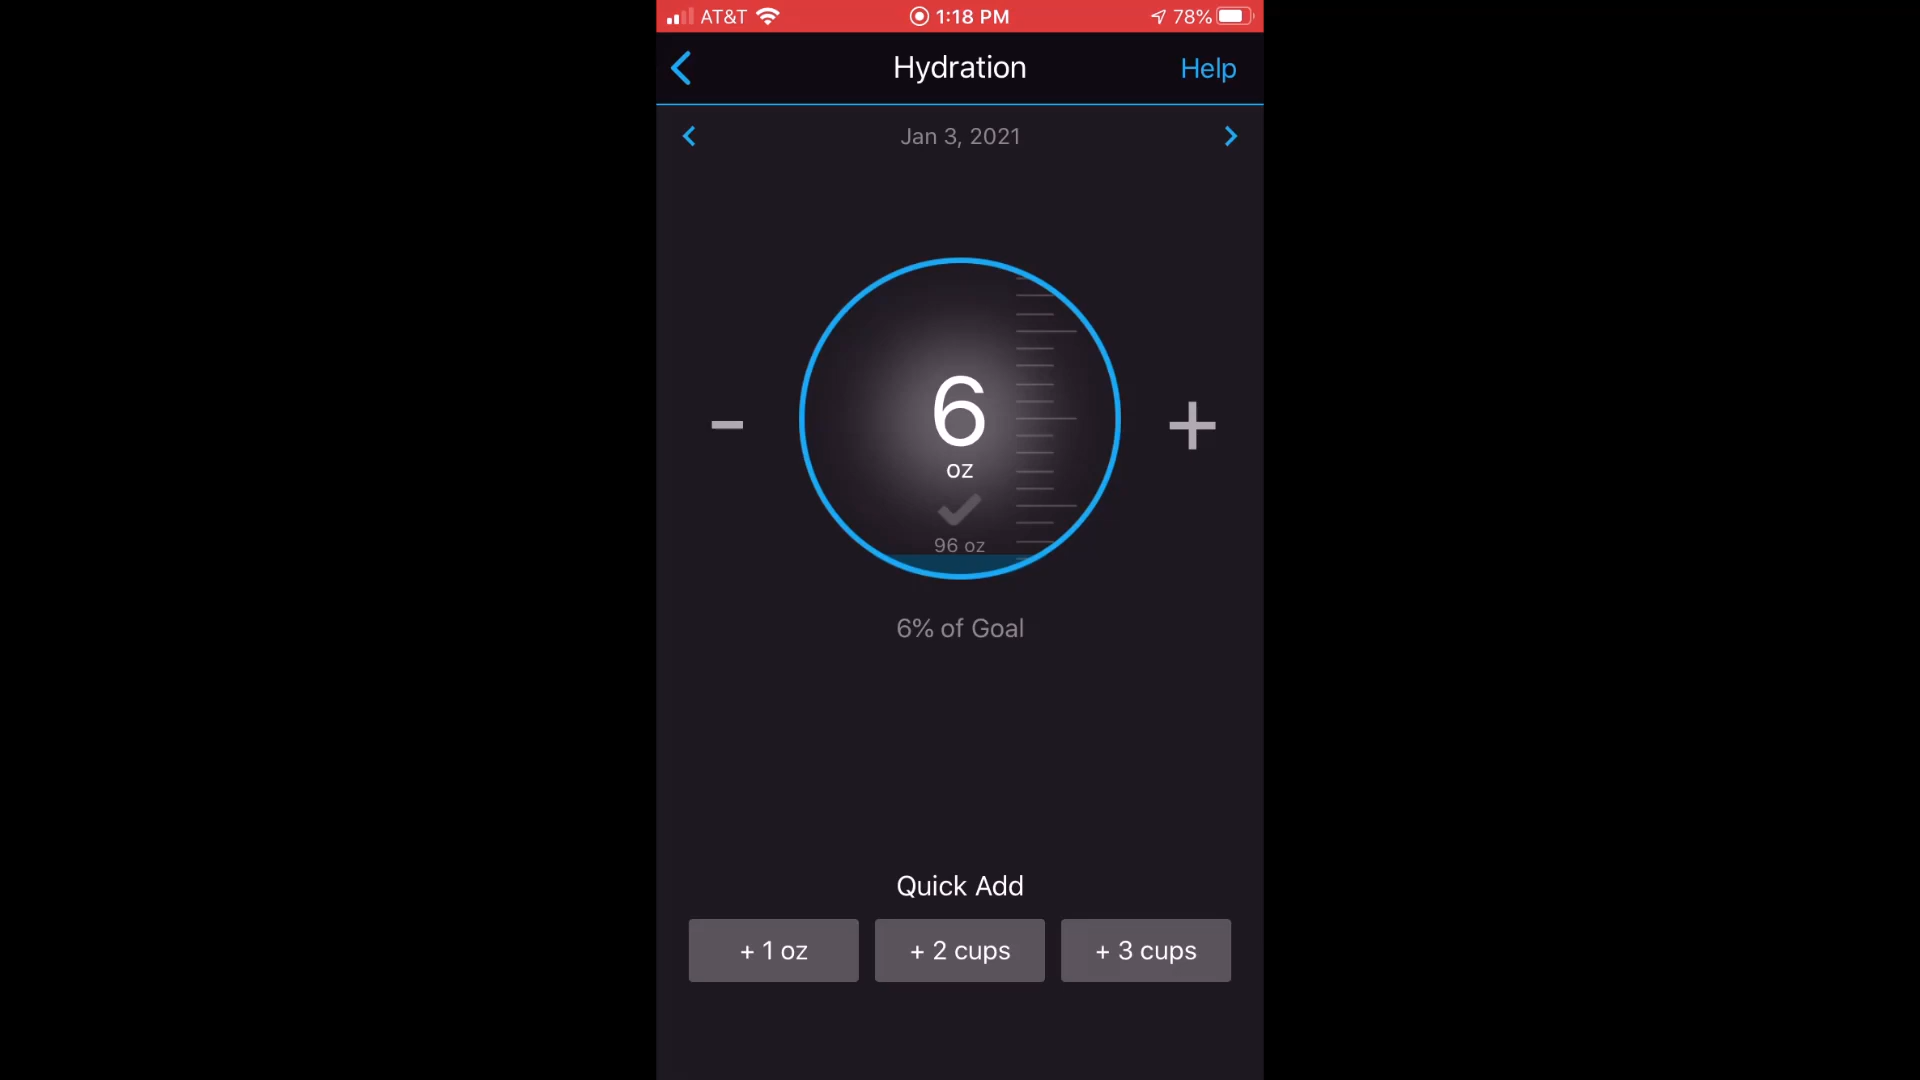 AT&T 1:18 PM 78%
Hydration Help
Jan 3, 2021
6
oz
96 oz
6% of Goal
Quick Add
+ 1 oz + 2 cups + 3 cups